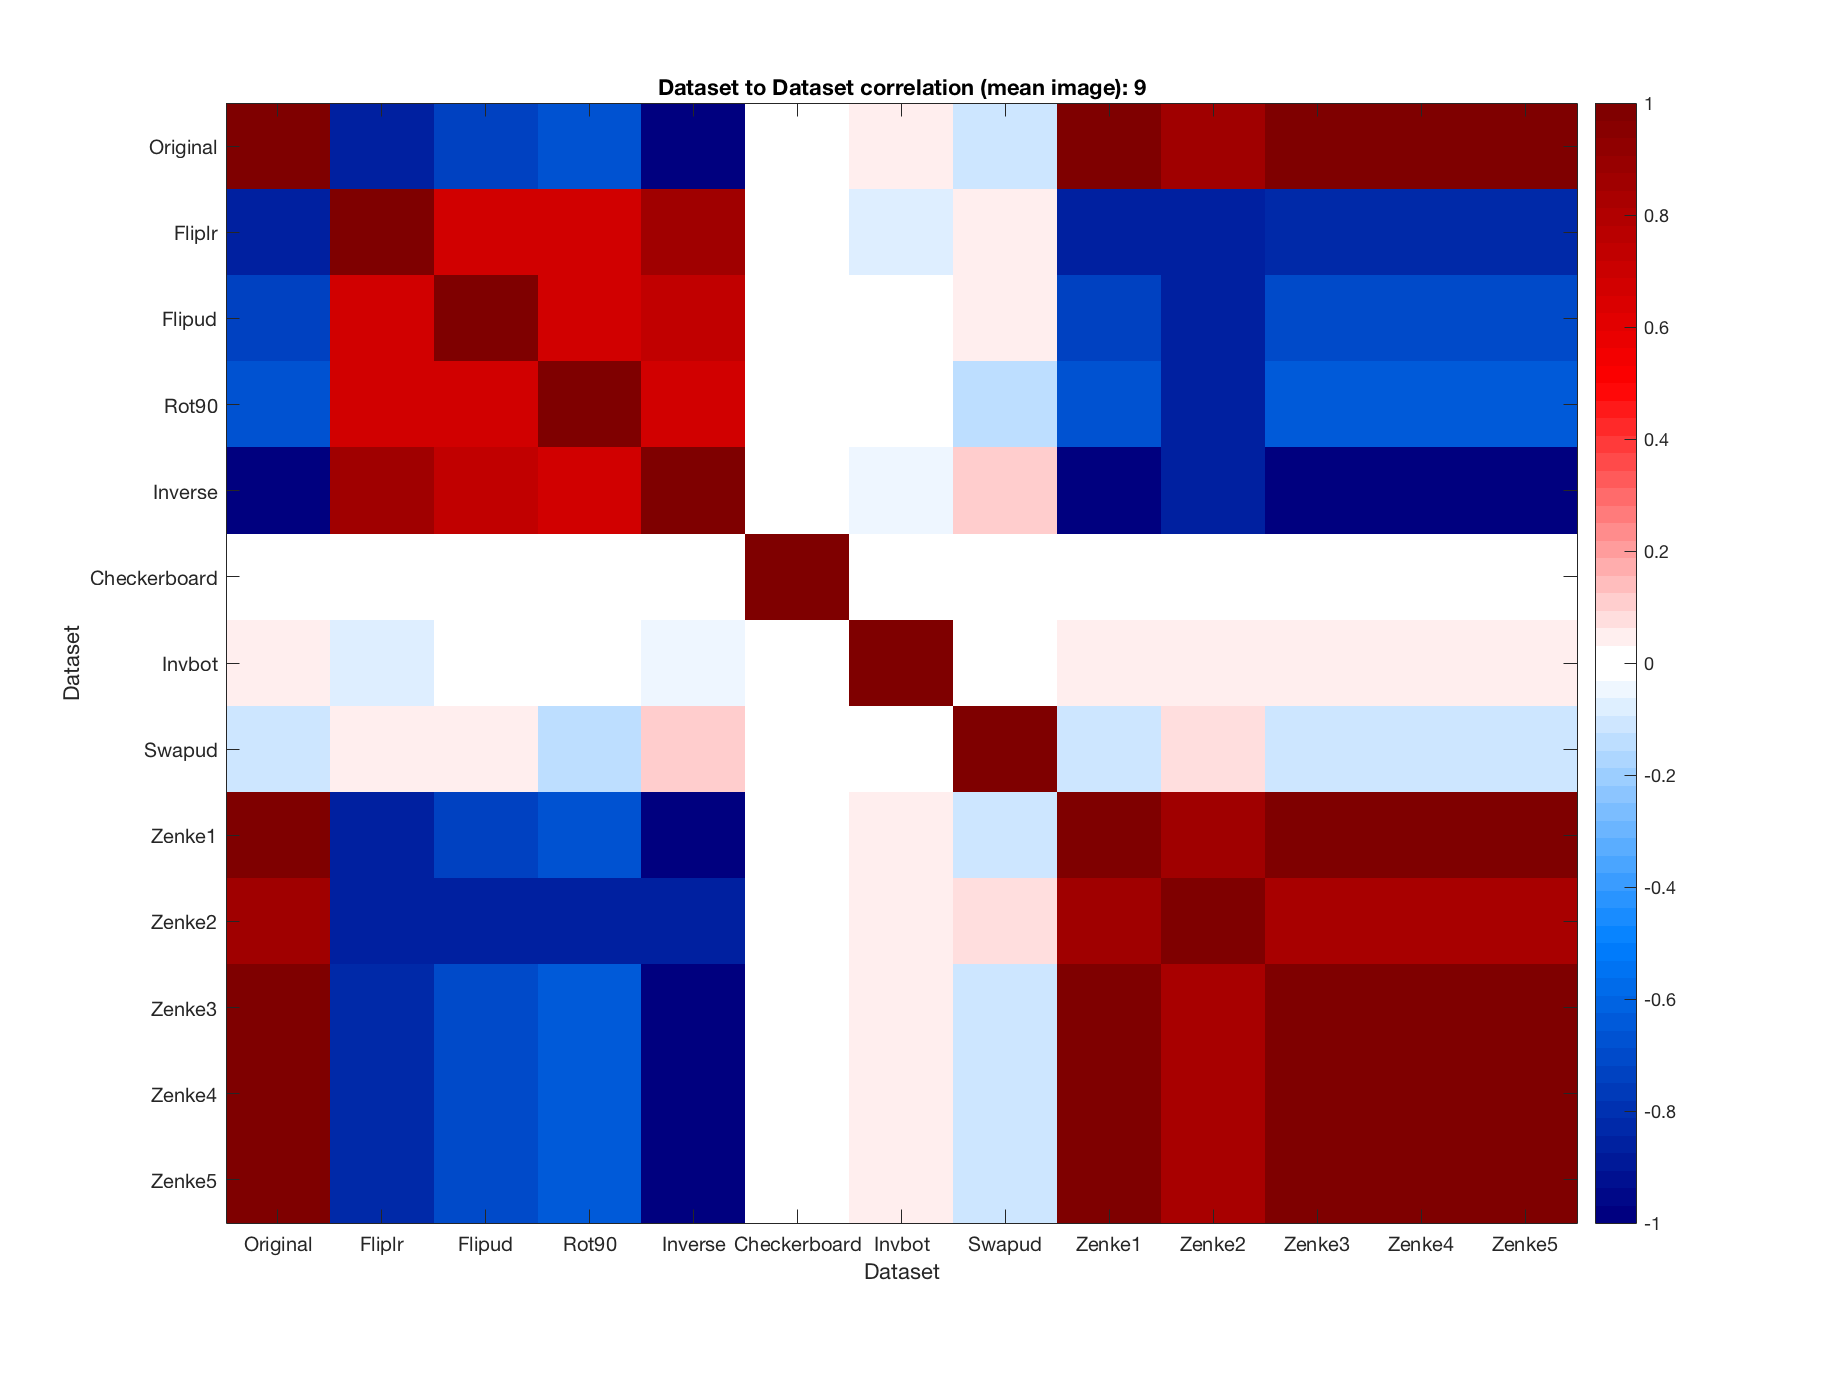 Dataset to Dataset correlation (mean image): 9
Original
Fliplr
Flipud
Rot90
Inverse
Checkerboard
Invbot
Swapud
Zenke1
Zenke2
Zenke3
Zenke4
Zenke5
Dataset
Original Fliplr Flipud Rot90 Inverse Checkerboard Invbot Swapud Zenke1 Zenke2 Zenke3 Zenke4 Zenke5
Dataset
1
0.8
0.6
0.4
0.2
0
-0.2
-0.4
-0.6
-0.8
-1